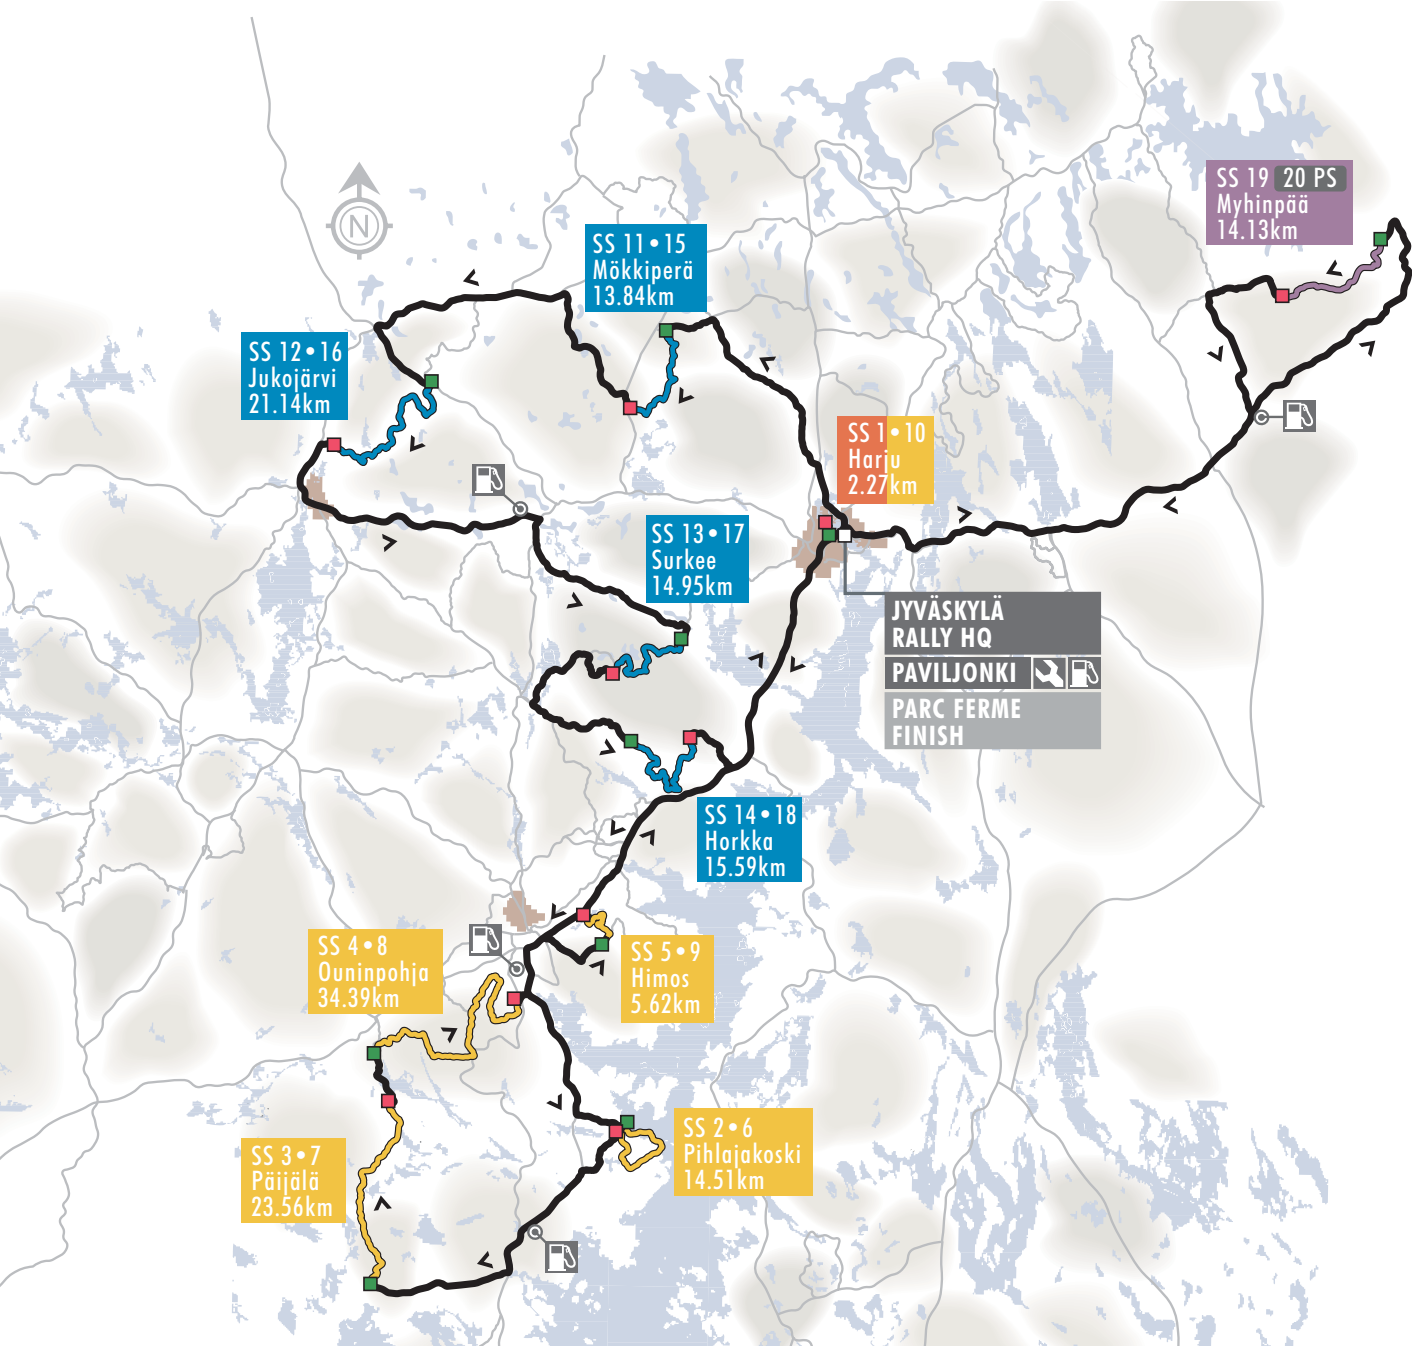 N
SS 19 20 PS
Myhinpää
14.13km
SS 11•15
Mökkiperä
13.84km
SS 12•16
Jukojärvi
21.14km
SS 1•10
Harju
2.27km
SS 13•17
Surkee
14.95km
JYVÄSKYLÄ
RALLY HQ
PAVILJONKI
PARC FERME
FINISH
SS 14•18
Horkka
15.59km
SS 4•8
Ouninpohja
34.39km
SS 5•9
Himos
5.62km
SS 2•6
Pihlajakoski
14.51km
SS 3•7
Päijälä
23.56km